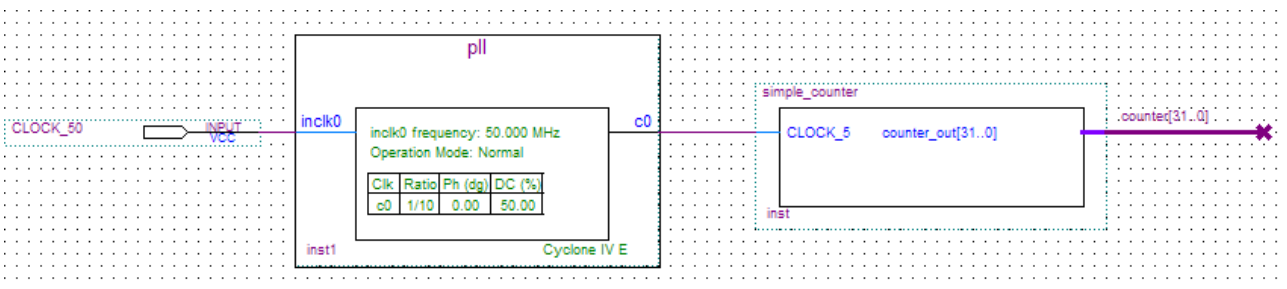 pll
simple_counter
CLOCK_50
INPUT
VCC
inclk0
c0
inclk0 frequency: 50.000 MHz
Operation Mode: Normal
Clk Ratio Ph (dg) DC (%)
c0 1/10 0.00 50.00
inst1
Cyclone IV E
CLOCK_5 counter_out[31..0]
counter[31..0]
inst